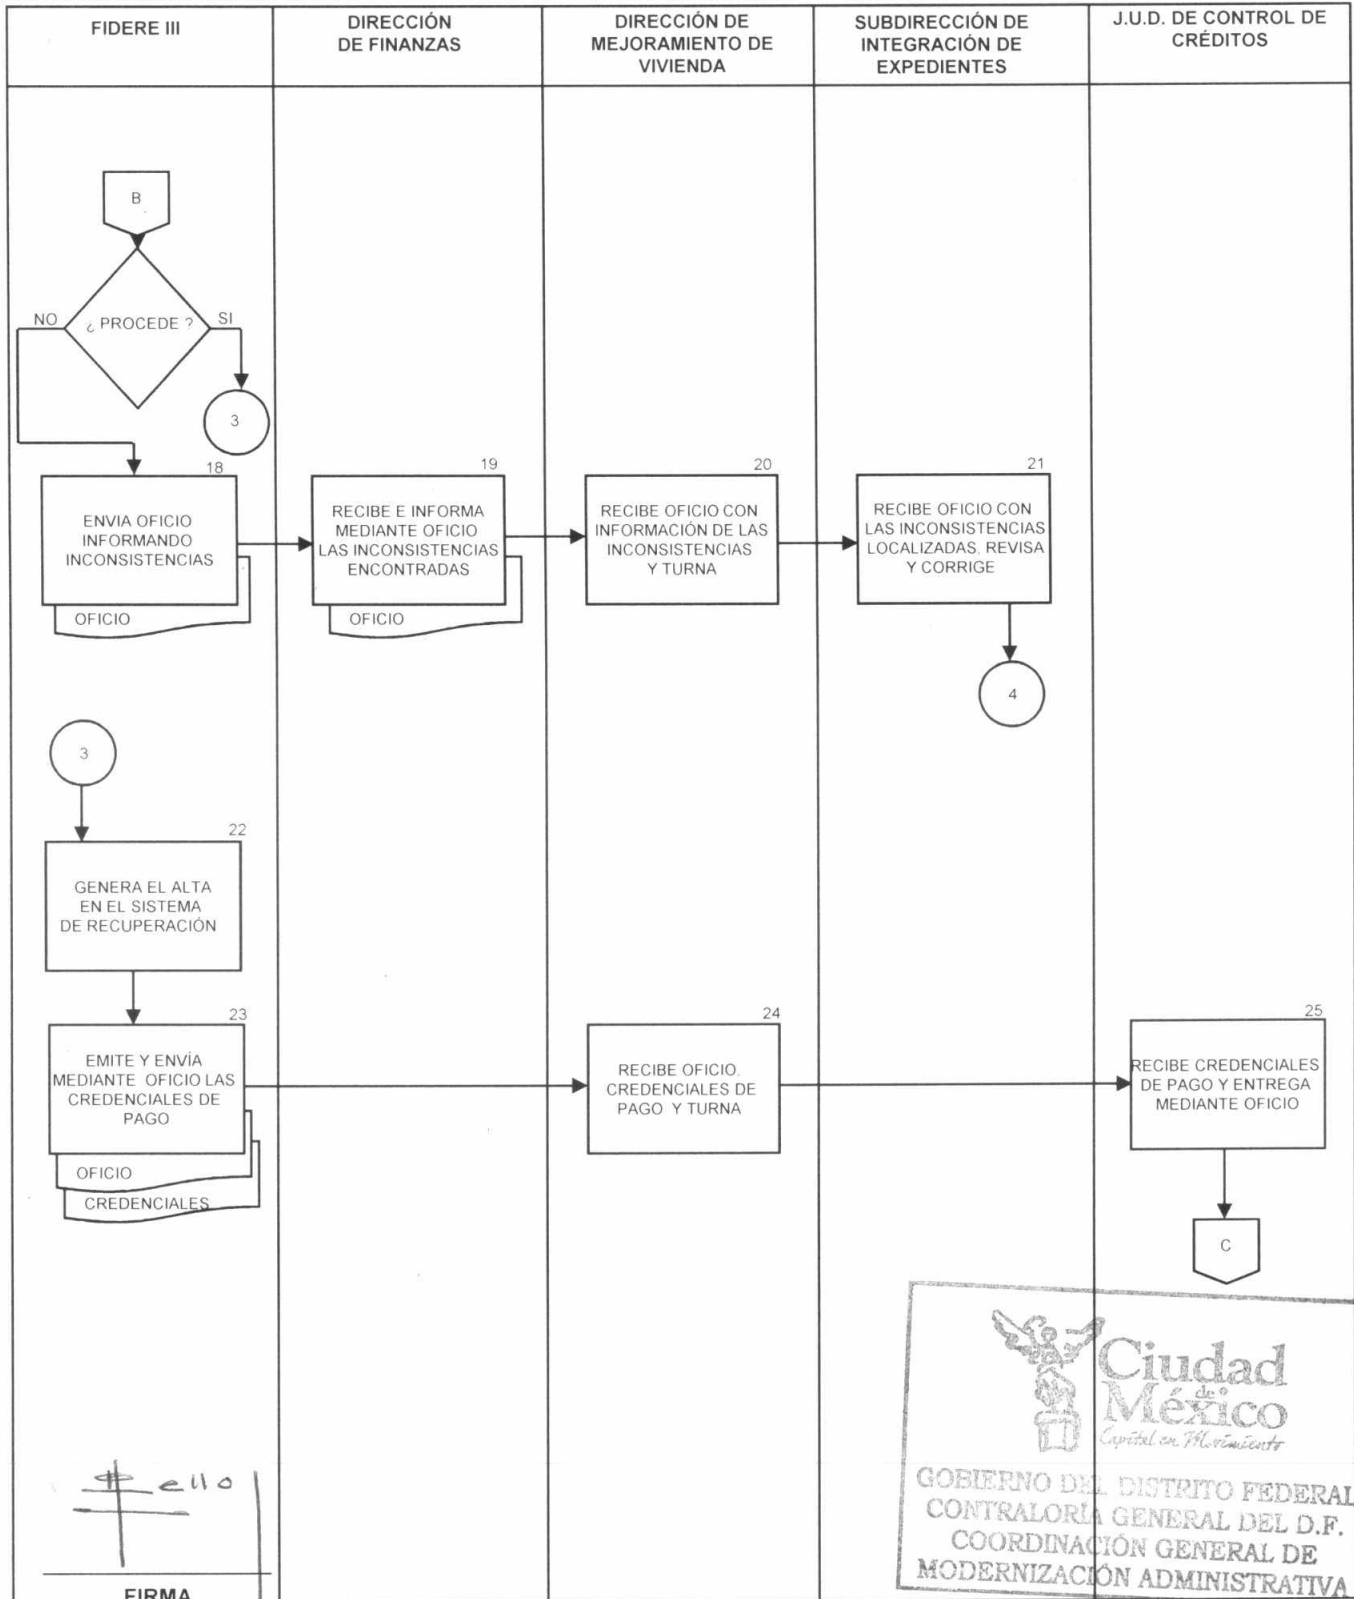 FIDERE III
DIRECCIÓN
DE FINANZAS
DIRECCIÓN DE
MEJORAMIENTO DE
VIVIENDA
SUBDIRECCIÓN DE
INTEGRACIÓN DE
EXPEDIENTES
J.U.D. DE CONTROL DE
CRÉDITOS
B
NO
¿ PROCEDE ?
SI
3
18
ENVIA OFICIO
INFORMANDO
INCONSISTENCIAS
OFICIO
19
RECIBE E INFORMA
MEDIANTE OFICIO
LAS INCONSISTENCIAS
ENCONTRADAS
OFICIO
20
RECIBE OFICIO CON
INFORMACIÓN DE LAS
INCONSISTENCIAS
Y TURNA
21
RECIBE OFICIO CON
LAS INCONSISTENCIAS
LOCALIZADAS, REVISA
Y CORRIGE
4
3
22
GENERA EL ALTA
EN EL SISTEMA
DE RECUPERACIÓN
23
EMITE Y ENVÍA
MEDIANTE OFICIO LAS
CREDENCIALES DE
PAGO
OFICIO
CREDENCIALES
24
RECIBE OFICIO.
CREDENCIALES DE
PAGO Y TURNA
25
RECIBE CREDENCIALES
DE PAGO Y ENTREGA
MEDIANTE OFICIO
C
Ciudad
de
México
Capital en Movimiento
GOBIERNO DEL DISTRITO FEDERAL
CONTRALORÍA GENERAL DEL D.F.
COORDINACIÓN GENERAL DE
MODERNIZACIÓN ADMINISTRATIVA
FIRMA